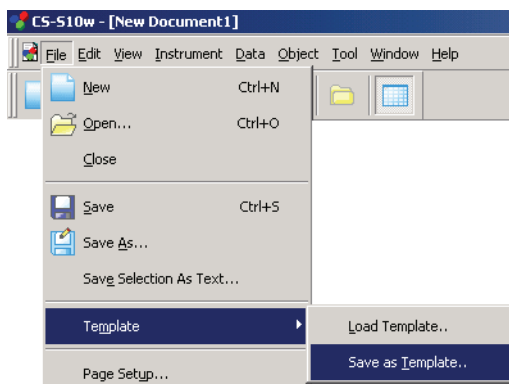 CS-S10w - [New Document1]
File Edit View Instrument Data Object Tool Window Help
New Ctrl+N
Open... Ctrl+O
Close
Save Ctrl+S
Save As...
Save Selection As Text...
Template
Load Template..
Save as Template..
Page Setup...